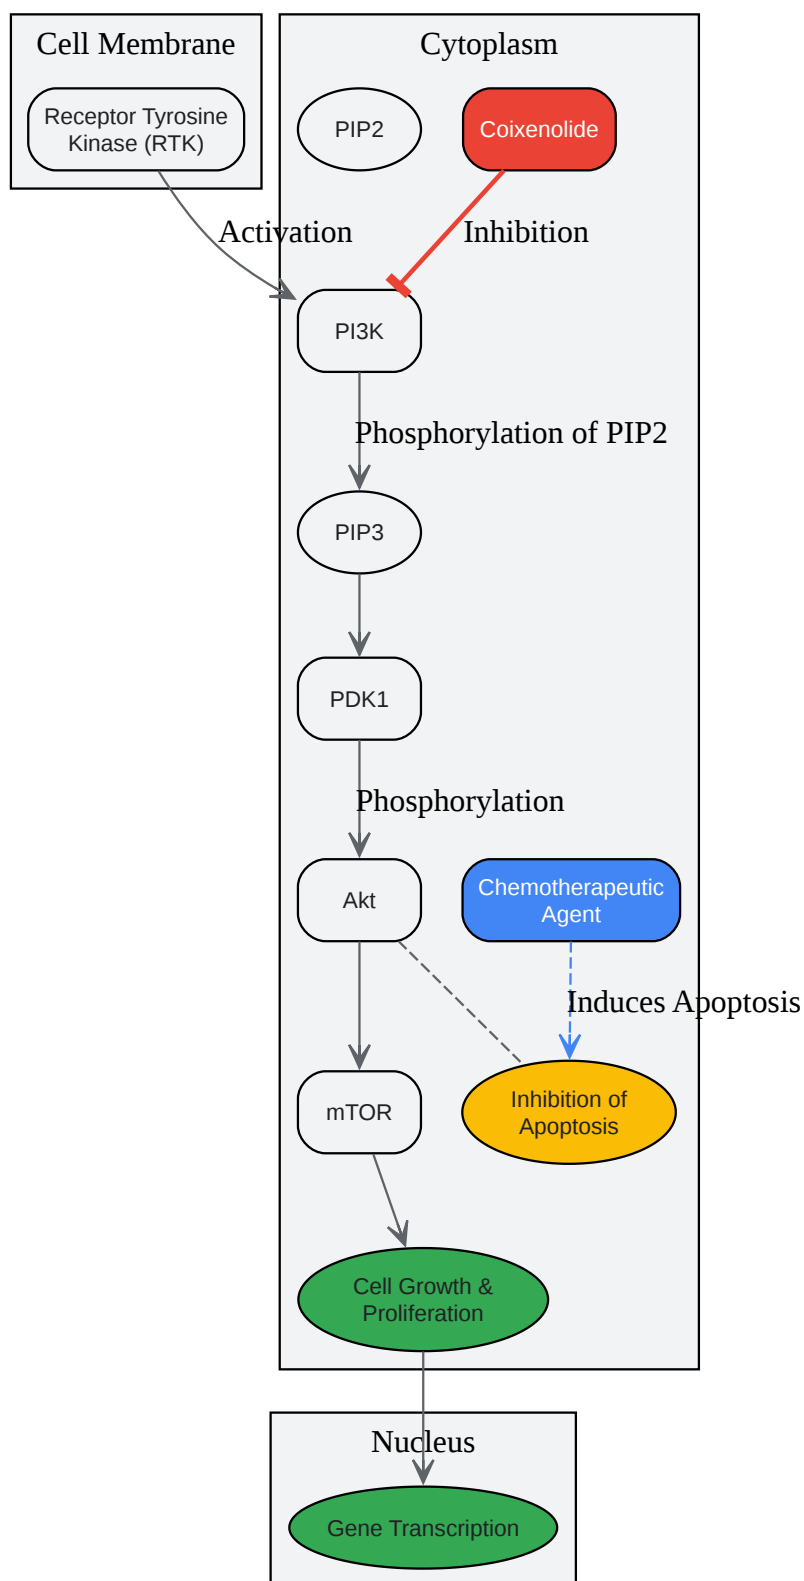 Cell Membrane
Cytoplasm
Receptor Tyrosine
Kinase (RTK)
PIP2
Coixenolide
Activation
Inhibition
PI3K
Phosphorylation of PIP2
PIP3
PDK1
Phosphorylation
Akt
Chemotherapeutic
Agent
Induces Apoptosis
mTOR
Inhibition of
Apoptosis
Cell Growth &
Proliferation
Nucleus
Gene Transcription